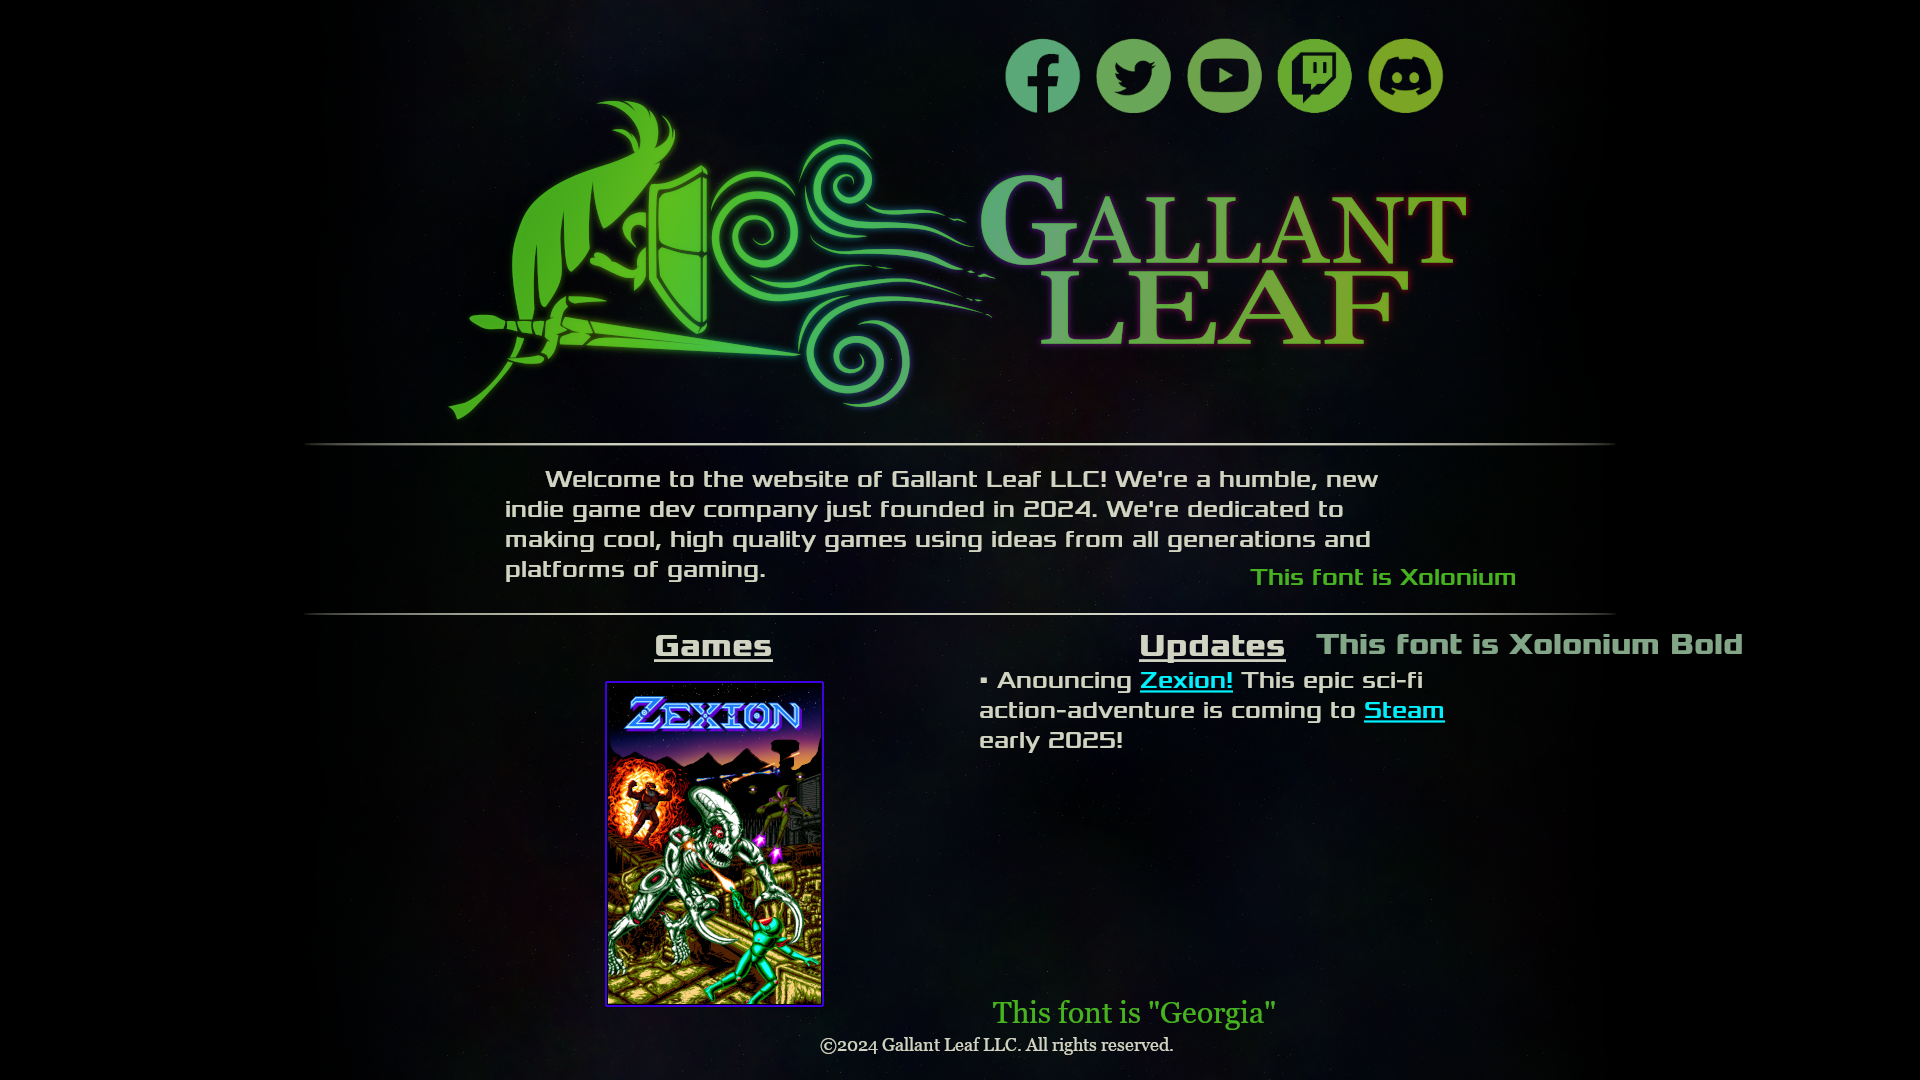 GALLANT
LEAF
Welcome to the website of Gallant Leaf LLC! We're a humble, new
indie game dev company just founded in 2024. We're dedicated to
making cool, high quality games using ideas from all generations and
platforms of gaming.
This font is Xolonium
Games
ZEXION
Updates
This font is Xolonium Bold
▪ Anouncing Zexion! This epic sci-fi
action-adventure is coming to Steam
early 2025!
This font is "Georgia"
©2024 Gallant Leaf LLC. All rights reserved.